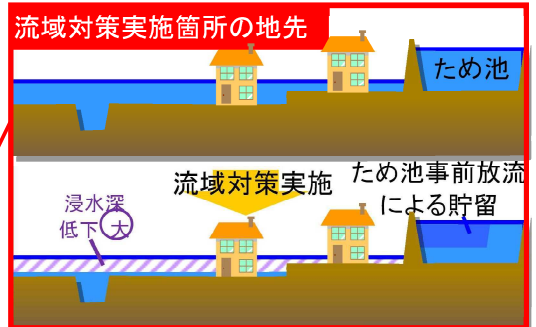 流域対策実施箇所の地先
ため池
流域対策実施
ため池事前放流
による貯留
浸水深
低下 大